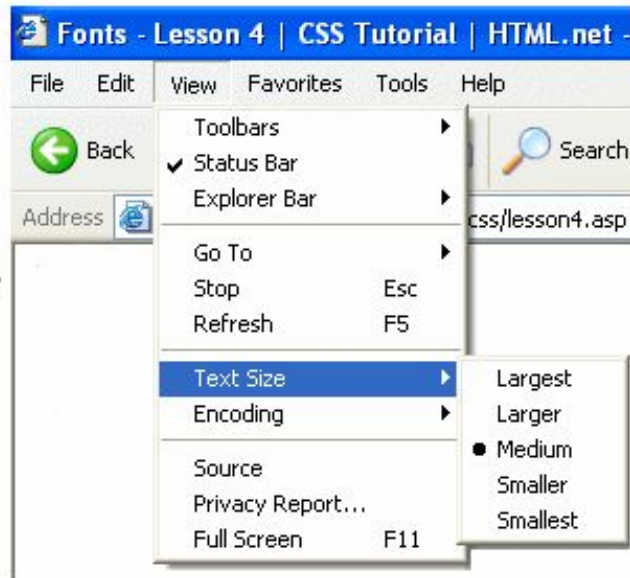 Fonts - Lesson 4 | CSS Tutorial | HTML.net -
File Edit View Favorites Tools Help
Back Search
Address css/lesson4.asp
Toolbars
Status Bar
Explorer Bar
Go To
Stop Esc
Refresh F5
Text Size
Encoding
Source
Privacy Report...
Full Screen F11
Largest
Larger
Medium
Smaller
Smallest